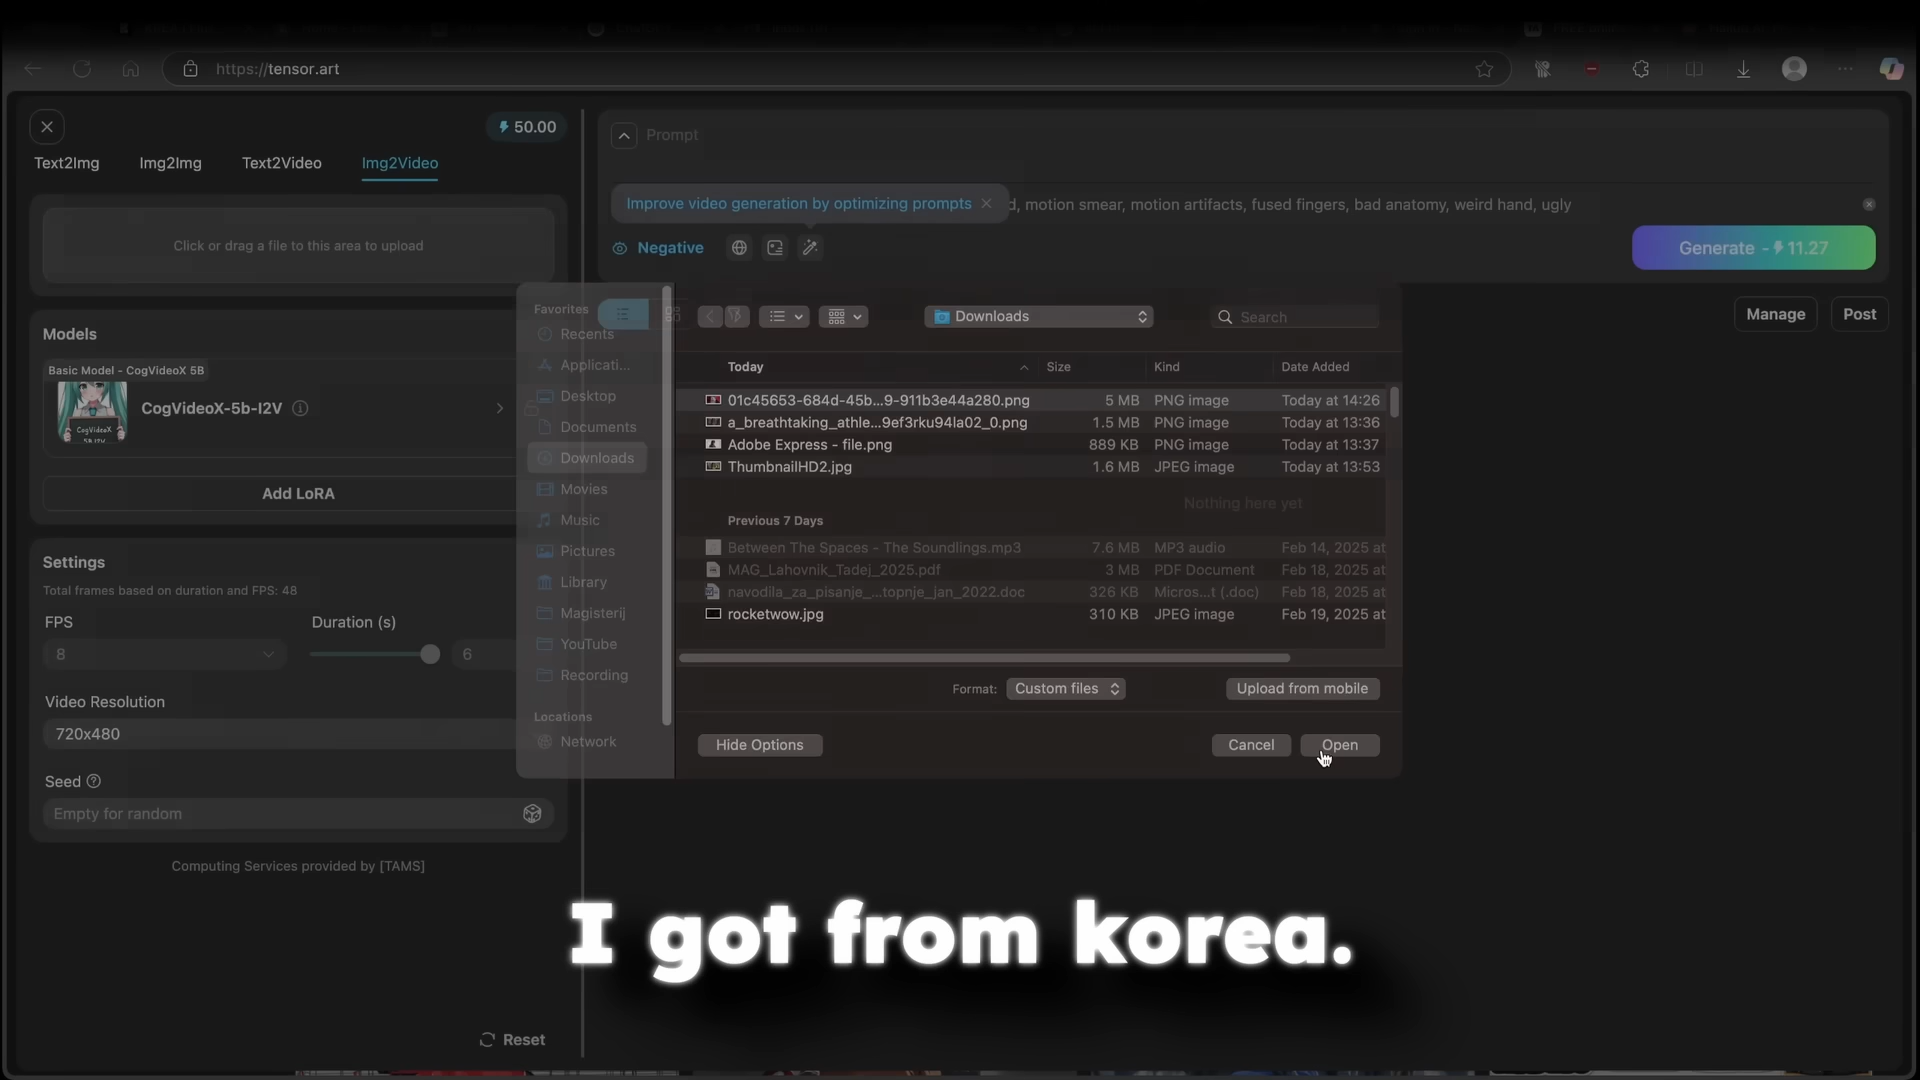 https://tensor.art
50.00
Text2Img
Img2Img
Text2Video
Img2Video
Click or drag a file to this area to upload
Models
Basic Model - CogVideoX 5B
CogVideoX
5B-I2V
CogVideoX-5b-I2V
Add LoRA
Settings
Total frames based on duration and FPS: 48
FPS
Duration (s)
8
6
Video Resolution
720x480
Seed
Empty for random
Computing Services provided by [TAMS]
Reset
Prompt
Improve video generation by optimizing prompts
d, motion smear, motion artifacts, fused fingers, bad anatomy, weird hand, ugly
Negative
Generate - 11.27
Manage
Post
Nothing here yet
Favorites
Recents
Applicati...
Desktop
Documents
Downloads
Movies
Music
Pictures
Library
Magisterij
YouTube
Recording
Locations
Network
Downloads
Search
Today
Size
Kind
Date Added
01c45653-684d-45b...9-911b3e44a280.png 5 MB PNG image Today at 14:26
a_breathtaking_athle...9ef3rku94la02_0.png 1.5 MB PNG image Today at 13:36
Adobe Express - file.png 889 KB PNG image Today at 13:37
ThumbnailHD2.jpg 1.6 MB JPEG image Today at 13:53
Previous 7 Days
Between The Spaces - The Soundlings.mp3 7.6 MB MP3 audio Feb 14, 2025 at
MAG_Lahovnik_Tadej_2025.pdf 3 MB PDF Document Feb 18, 2025 at
navodila_za_pisanje_...topnje_jan_2022.doc 326 KB Micros...t (.doc) Feb 18, 2025 at
rocketwow.jpg 310 KB JPEG image Feb 19, 2025 at
Format:
Custom files
Upload from mobile
Hide Options
Cancel
Open
I got from korea.